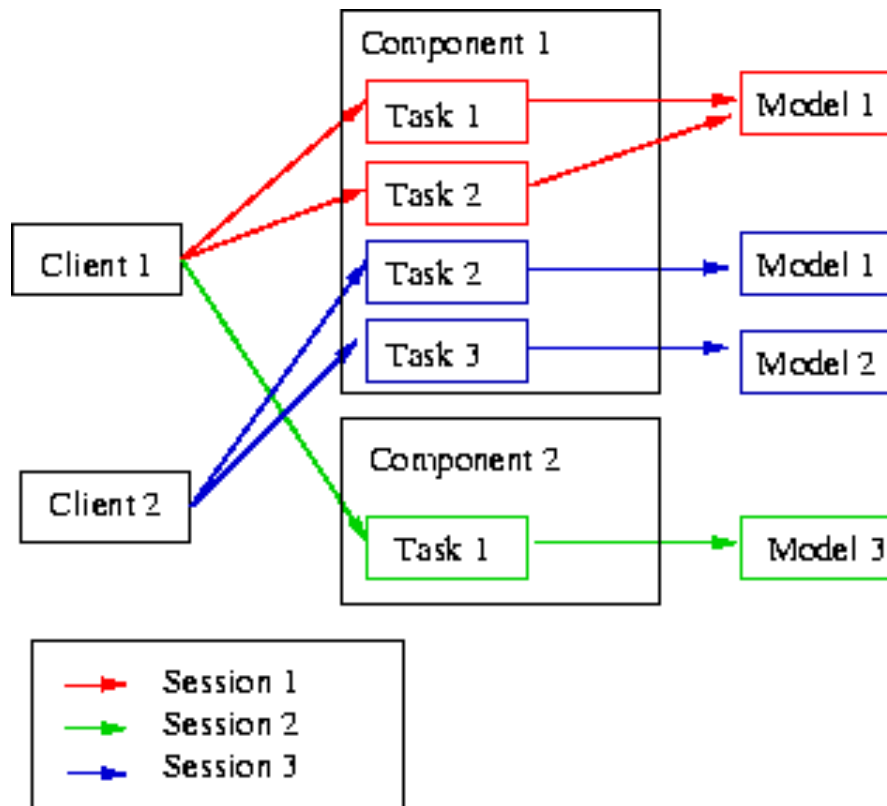 Component 1
Task 1
Model 1
Task 2
Client 1
Task 2
Model 1
Task 3
Model 2
Component 2
Client 2
Task 1
Model 3
Session 1
Session 2
Session 3